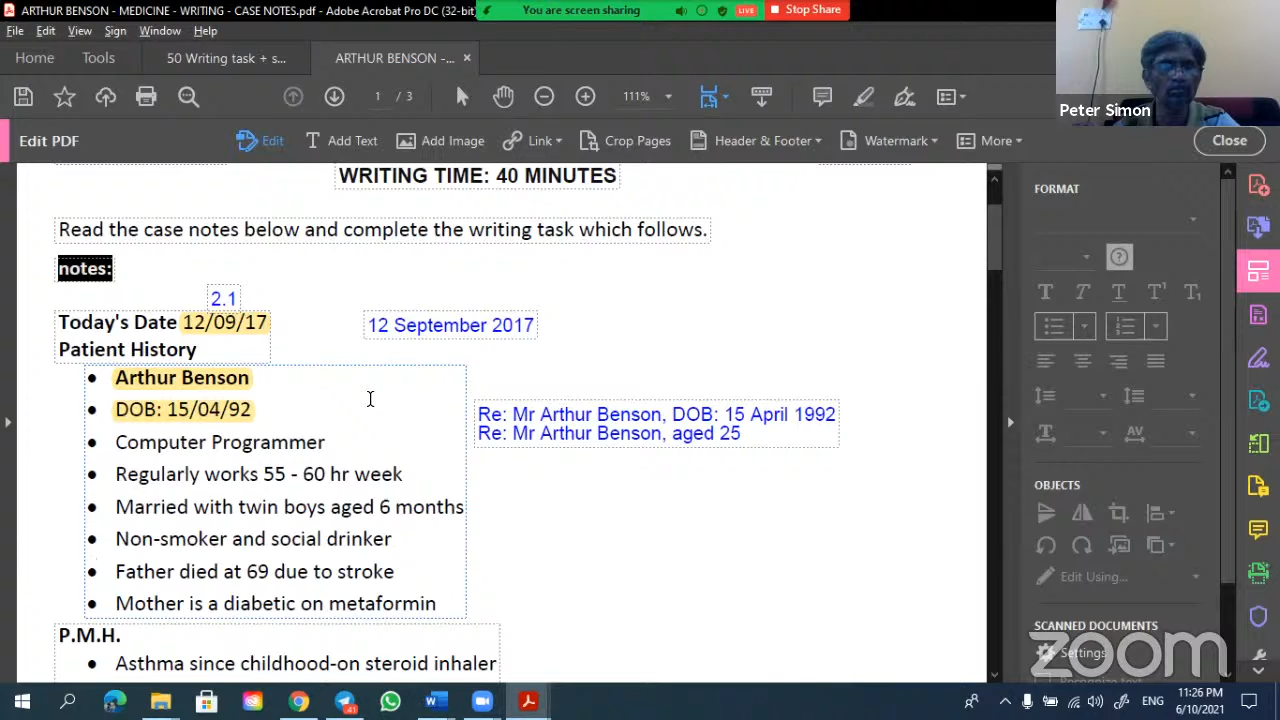 ARTHUR BENSON - MEDICINE - WRITING - CASE NOTES.pdf - Adobe Acrobat Pro DC (32-bit)
You are screen sharing
LIVE
Stop Share
File Edit View Sign Window Help
Home Tools 50 Writing task + s... ARTHUR BENSON -... ×
1 / 3 111%
Peter Simon
Edit PDF Edit Add Text Add Image Link Crop Pages Header & Footer Watermark More Close
WRITING TIME: 40 MINUTES
Read the case notes below and complete the writing task which follows.
notes:
2.1
Today's Date 12/09/17
12 September 2017
Patient History
• Arthur Benson
• DOB: 15/04/92
Re: Mr Arthur Benson, DOB: 15 April 1992
Re: Mr Arthur Benson, aged 25
• Computer Programmer
• Regularly works 55 - 60 hr week
• Married with twin boys aged 6 months
• Non-smoker and social drinker
• Father died at 69 due to stroke
• Mother is a diabetic on metaformin
P.M.H.
• Asthma since childhood-on steroid inhaler
FORMAT
OBJECTS
Edit Using...
SCANNED DOCUMENTS
Settings
zoom
41
ENG
11:26 PM
6/10/2021